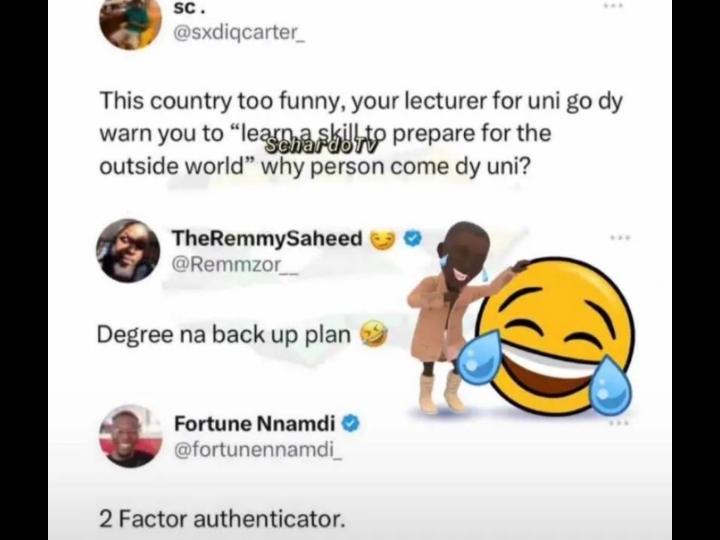 sc .
@sxdiqcarter_
This country too funny, your lecturer for uni go dy
warn you to “learn a skill to prepare for the
SchardoTv
outside world” why person come dy uni?
TheRemmySaheed 😏
@Remmzor__
Degree na back up plan 🤣
Fortune Nnamdi
@fortunennamdi_
2 Factor authenticator.